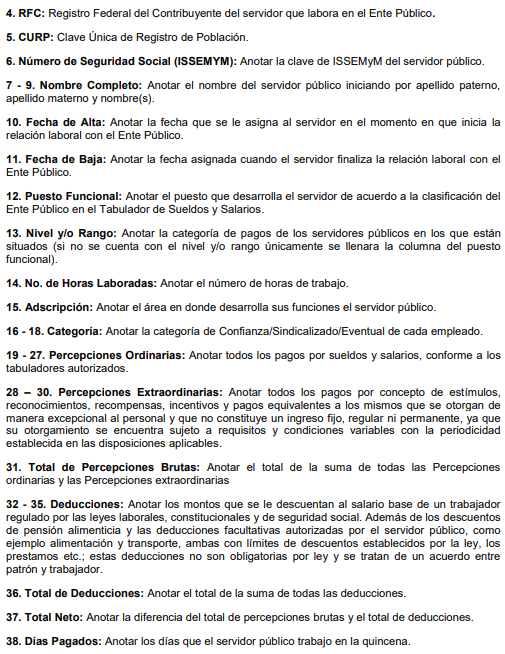 4. RFC: Registro Federal del Contribuyente del servidor que labora en el Ente Público.
5. CURP: Clave Única de Registro de Población.
6. Número de Seguridad Social (ISSEMYM): Anotar la clave de ISSEMyM del servidor público.
7 - 9. Nombre Completo: Anotar el nombre del servidor público iniciando por apellido paterno,
apellido materno y nombre(s).
10. Fecha de Alta: Anotar la fecha que se le asigna al servidor en el momento en que inicia la
relación laboral con el Ente Público.
11. Fecha de Baja: Anotar la fecha asignada cuando el servidor finaliza la relación laboral con el
Ente Público.
12. Puesto Funcional: Anotar el puesto que desarrolla el servidor de acuerdo a la clasificación del
Ente Público en el Tabulador de Sueldos y Salarios.
13. Nivel y/o Rango: Anotar la categoría de pagos de los servidores públicos en los que están
situados (si no se cuenta con el nivel y/o rango únicamente se llenara la columna del puesto
funcional).
14. No. de Horas Laboradas: Anotar el número de horas de trabajo.
15. Adscripción: Anotar el área en donde desarrolla sus funciones el servidor público.
16 - 18. Categoría: Anotar la categoría de Confianza/Sindicalizado/Eventual de cada empleado.
19 - 27. Percepciones Ordinarias: Anotar todos los pagos por sueldos y salarios, conforme a los
tabuladores autorizados.
28 – 30. Percepciones Extraordinarias: Anotar todos los pagos por concepto de estímulos,
reconocimientos, recompensas, incentivos y pagos equivalentes a los mismos que se otorgan de
manera excepcional al personal y que no constituye un ingreso fijo, regular ni permanente, ya que
su otorgamiento se encuentra sujeto a requisitos y condiciones variables con la periodicidad
establecida en las disposiciones aplicables.
31. Total de Percepciones Brutas: Anotar el total de la suma de todas las Percepciones
ordinarias y las Percepciones extraordinarias
32 - 35. Deducciones: Anotar los montos que se le descuentan al salario base de un trabajador
regulado por las leyes laborales, constitucionales y de seguridad social. Además de los descuentos
de pensión alimenticia y las deducciones facultativas autorizadas por el servidor público, como
ejemplo alimentación y transporte, ambas con límites de descuentos establecidos por la ley, los
prestamos etc.; estas deducciones no son obligatorias por ley y se tratan de un acuerdo entre
patrón y trabajador.
36. Total de Deducciones: Anotar el total de la suma de todas las deducciones.
37. Total Neto: Anotar la diferencia del total de percepciones brutas y el total de deducciones.
38. Días Pagados: Anotar los días que el servidor público trabajo en la quincena.